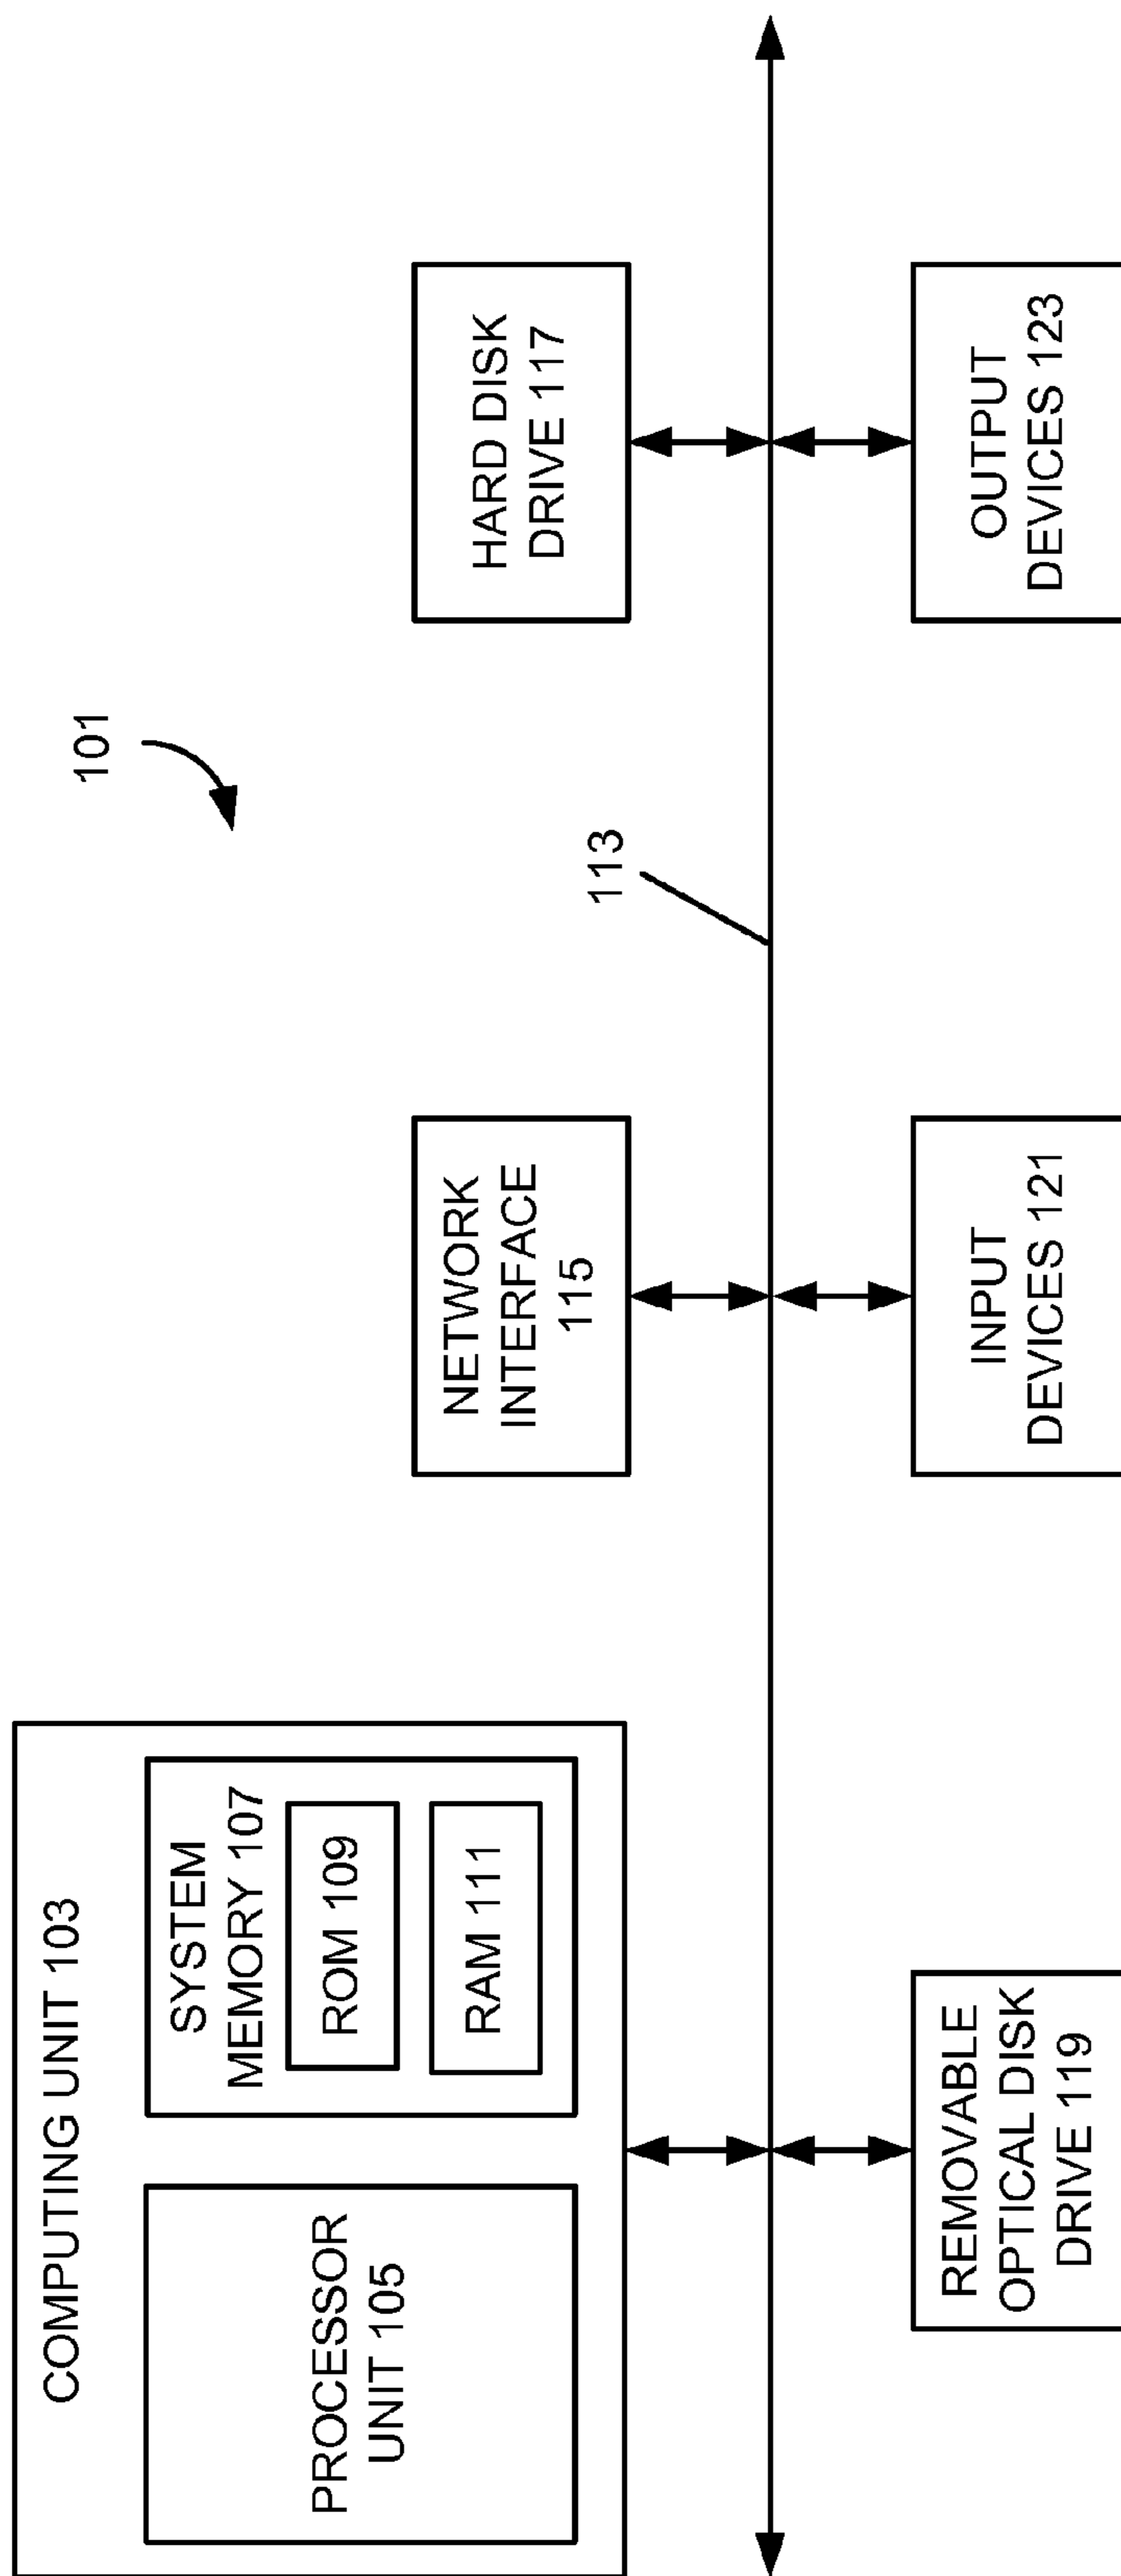 101
COMPUTING UNIT 103
PROCESSOR
UNIT 105
SYSTEM
MEMORY 107
ROM 109
RAM 111
NETWORK
INTERFACE
115
HARD DISK
DRIVE 117
113
REMOVABLE
OPTICAL DISK
DRIVE 119
INPUT
DEVICES 121
OUTPUT
DEVICES 123